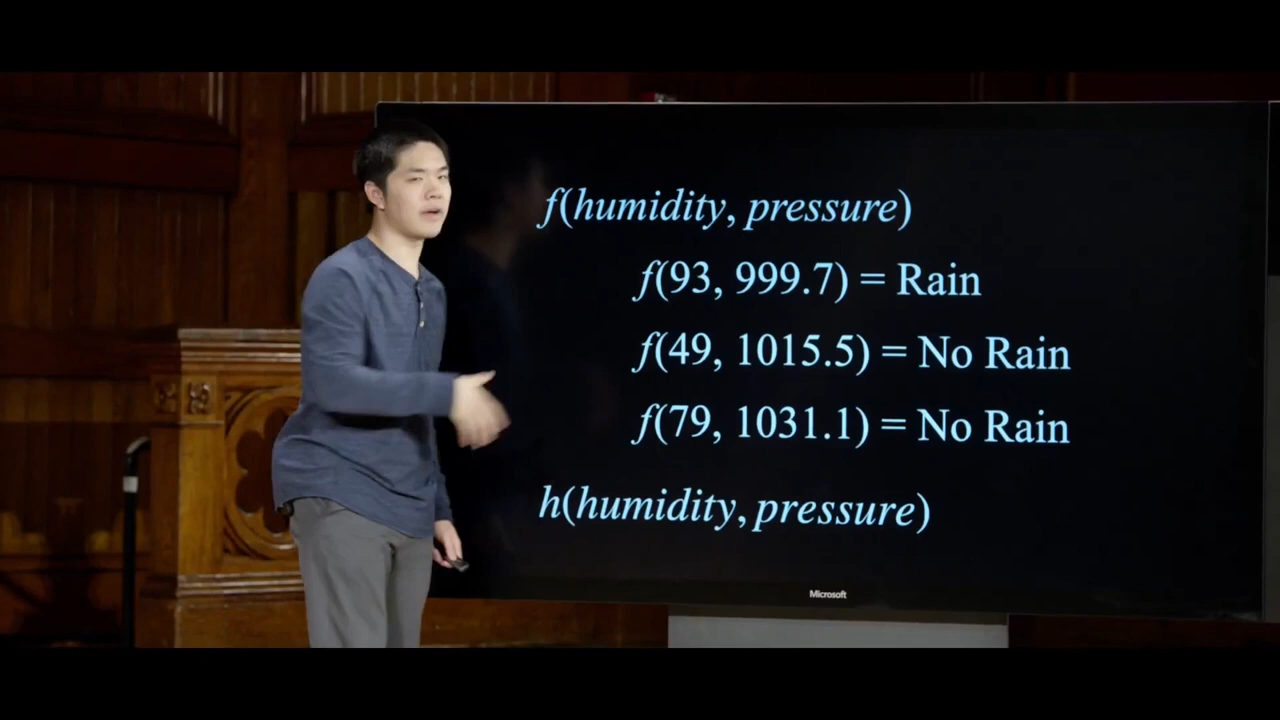 f(humidity, pressure)
f(93, 999.7) = Rain
f(49, 1015.5) = No Rain
f(79, 1031.1) = No Rain
h(humidity, pressure)
Microsoft